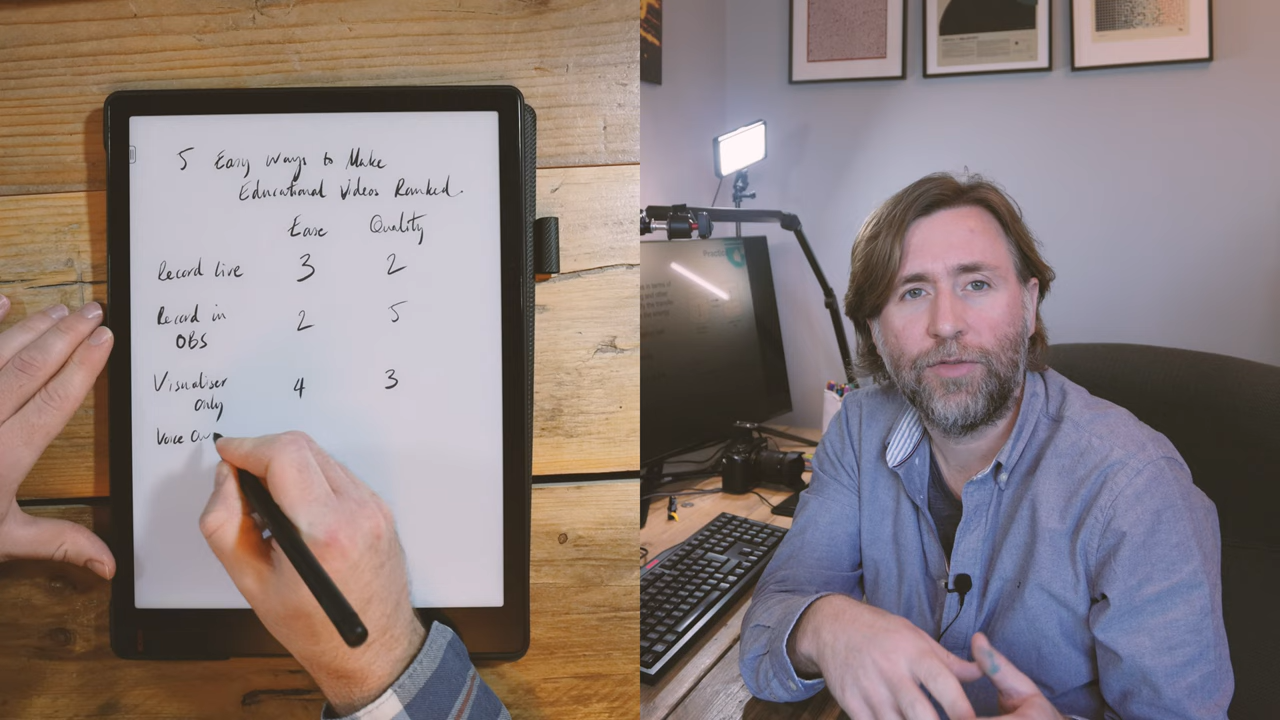 5 Easy Ways to Make
Educational Videos Ranked.
Ease Quality
Record Live 3 2
Record in 2 5
OBS
Visualiser 4 3
Only
Voice Ov